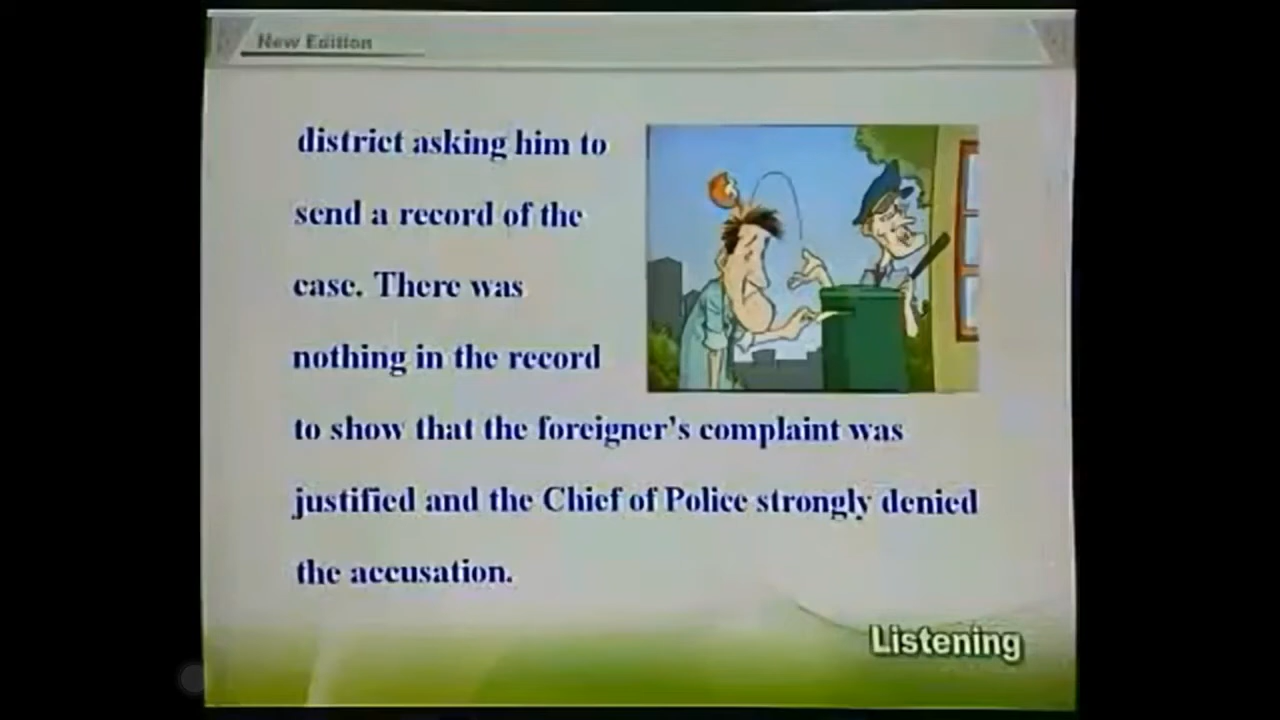 New Edition
district asking him to
send a record of the
case. There was
nothing in the record
to show that the foreigner's complaint was
justified and the Chief of Police strongly denied
the accusation.
Listening